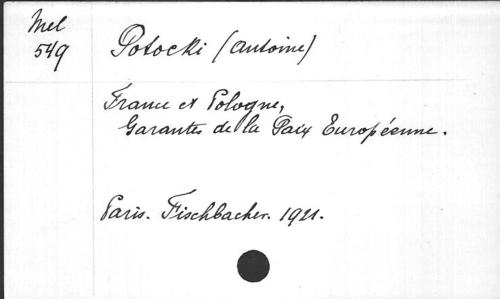 Mel
549
Potocki (Antoine)
France et Pologne,
Garantes de la Paix Européenne.
Paris. Fischbacher. 1921.